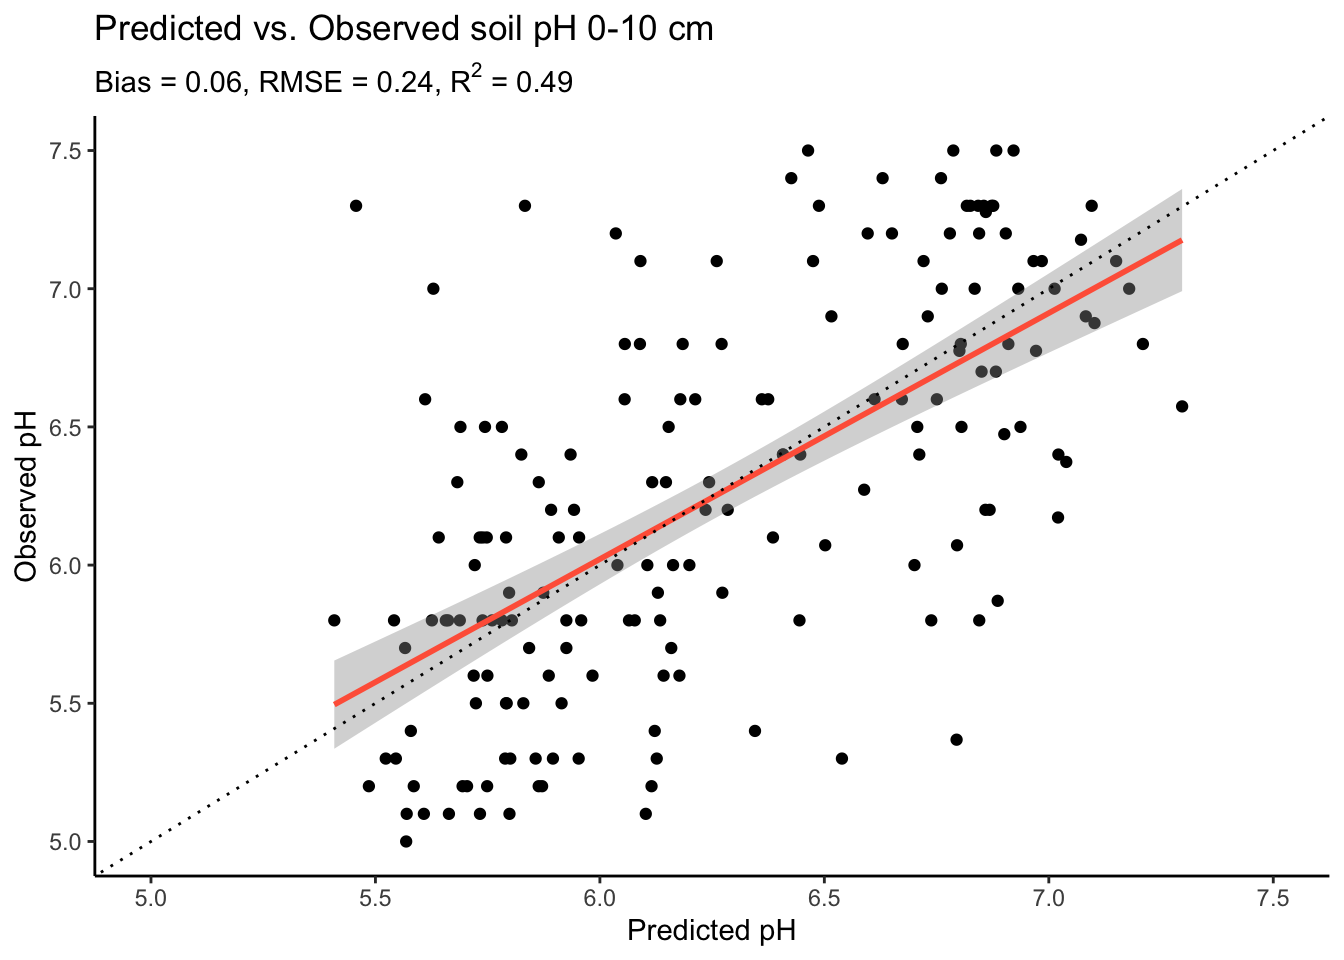 Predicted vs. Observed soil pH 0-10 cm
Bias = 0.06, RMSE = 0.24, R² = 0.49
7.5
7.0
6.5
6.0
5.5
5.0
Observed pH
5.0 5.5 6.0 6.5 7.0 7.5
Predicted pH